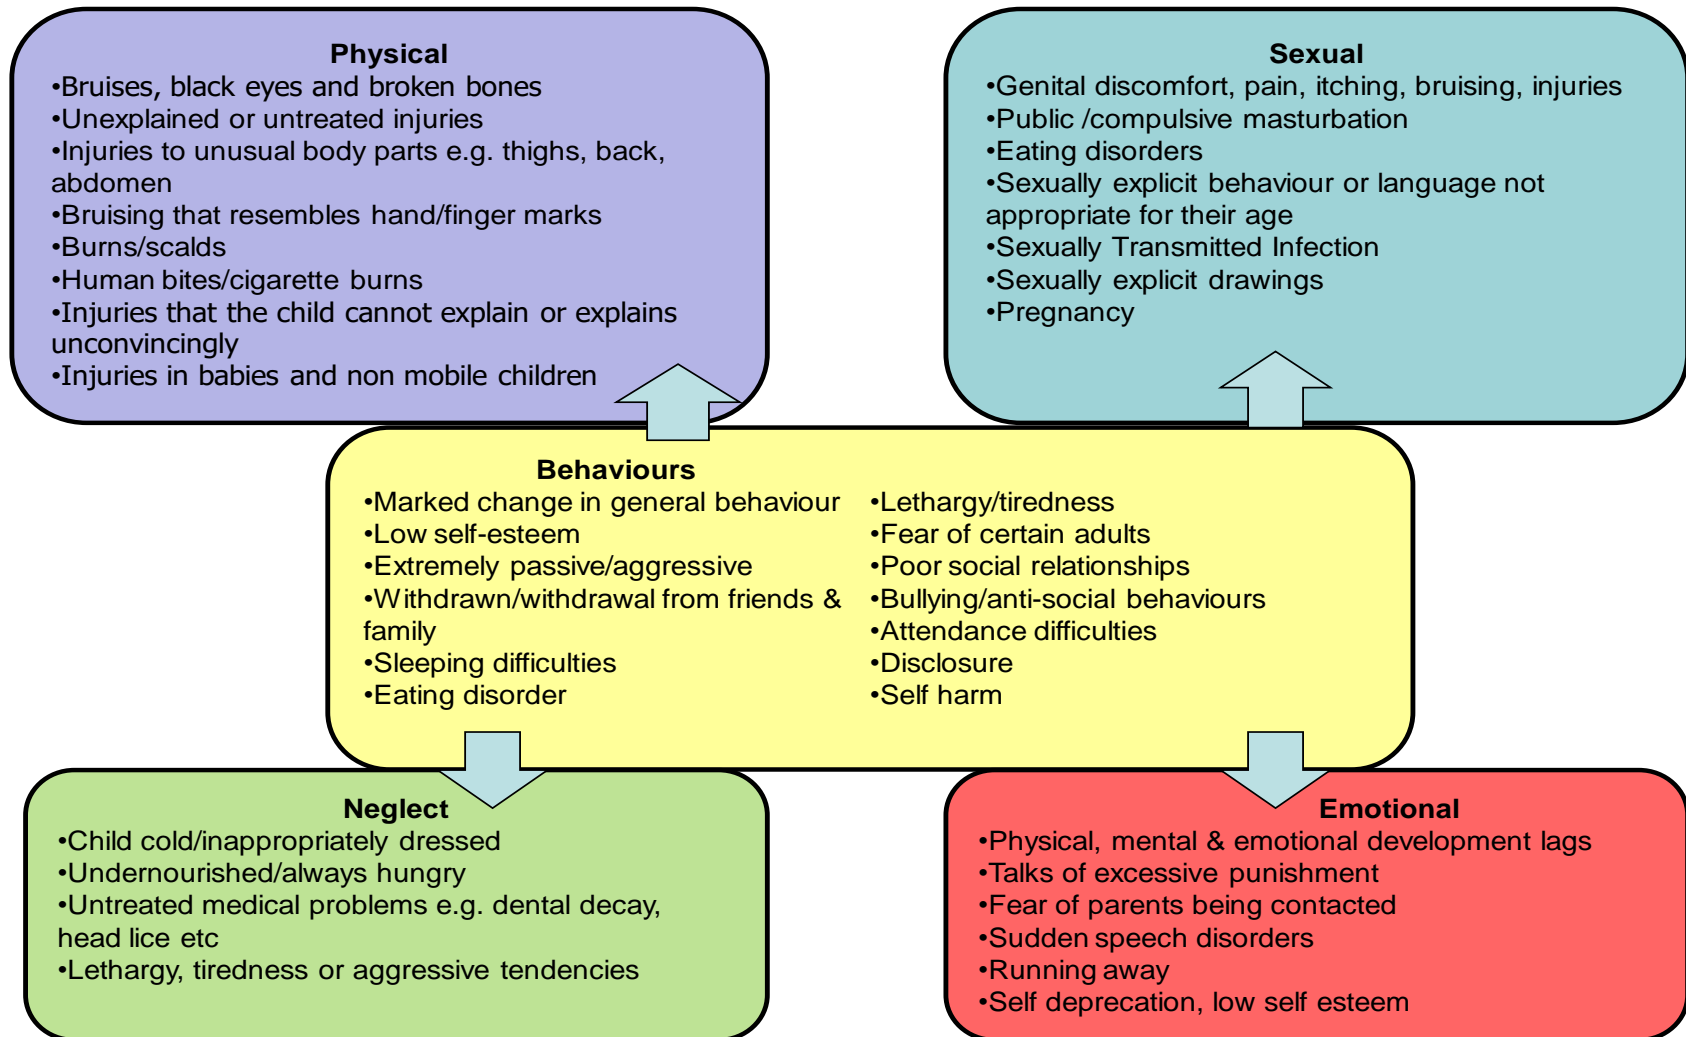 Physical
•Bruises, black eyes and broken bones
•Unexplained or untreated injuries
•Injuries to unusual body parts e.g. thighs, back,
abdomen
•Bruising that resembles hand/finger marks
•Burns/scalds
•Human bites/cigarette burns
•Injuries that the child cannot explain or explains
unconvincingly
•Injuries in babies and non mobile children
Sexual
•Genital discomfort, pain, itching, bruising, injuries
•Public /compulsive masturbation
•Eating disorders
•Sexually explicit behaviour or language not
appropriate for their age
•Sexually Transmitted Infection
•Sexually explicit drawings
•Pregnancy
Behaviours
•Marked change in general behaviour
•Low self-esteem
•Extremely passive/aggressive
•Withdrawn/withdrawal from friends &
family
•Sleeping difficulties
•Eating disorder
•Lethargy/tiredness
•Fear of certain adults
•Poor social relationships
•Bullying/anti-social behaviours
•Attendance difficulties
•Disclosure
•Self harm
Neglect
•Child cold/inappropriately dressed
•Undernourished/always hungry
•Untreated medical problems e.g. dental decay,
head lice etc
•Lethargy, tiredness or aggressive tendencies
Emotional
•Physical, mental & emotional development lags
•Talks of excessive punishment
•Fear of parents being contacted
•Sudden speech disorders
•Running away
•Self deprecation, low self esteem